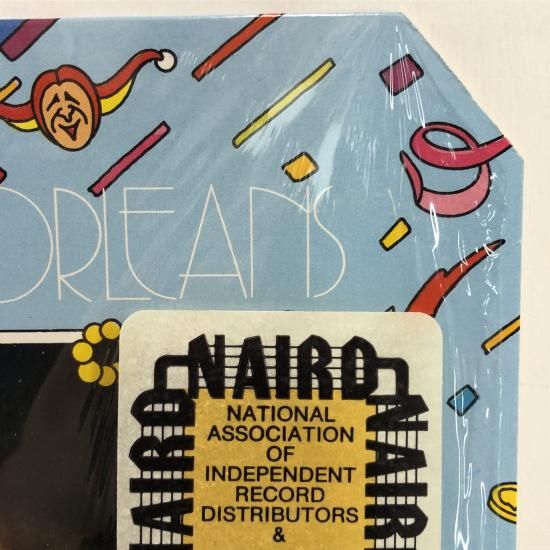 ORLEANS
NAIRD
NAIRD
NAIRD
NATIONAL
ASSOCIATION
OF
INDEPENDENT
RECORD
DISTRIBUTORS
&